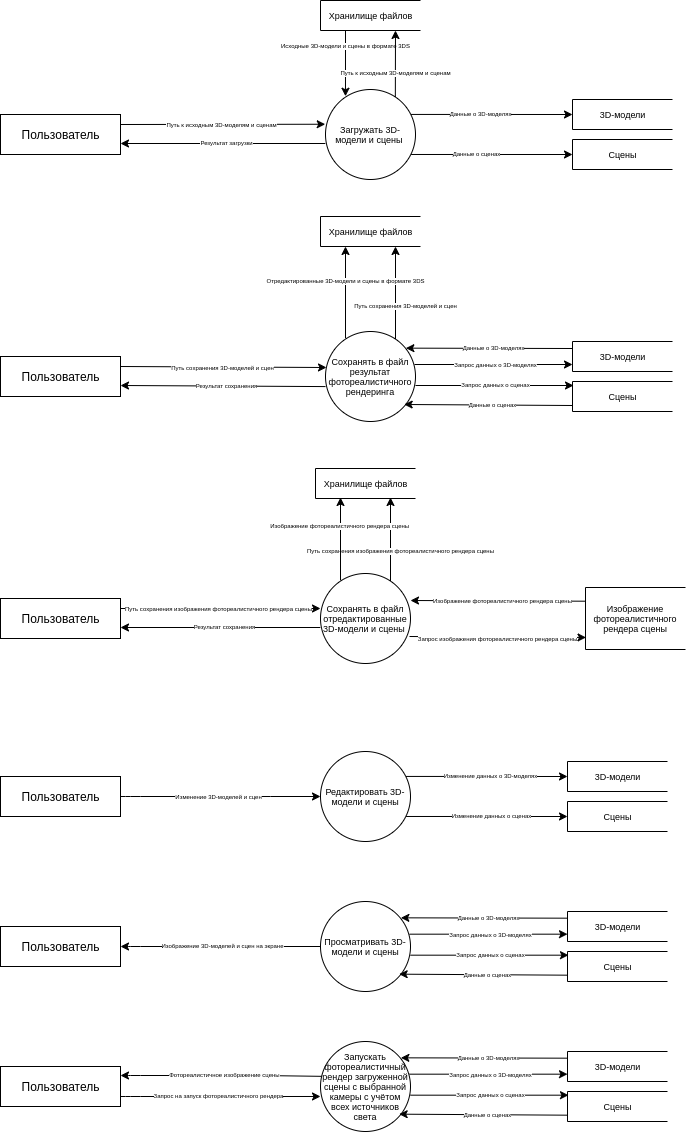 Хранилище файлов
Исходные 3D-модели и сцены в формате 3DS
Путь к исходным 3D-моделям и сценам
Пользователь
Путь к исходным 3D-моделям и сценам
Результат загрузки
Загружать 3D-
модели и сцены
Данные о 3D-моделях
3D-модели
Данные о сценах
Сцены
Хранилище файлов
Отредактированные 3D-модели и сцены в формате 3DS
Путь сохранения 3D-моделей и сцен
Пользователь
Путь сохранения 3D-моделей и сцен
Результат сохранения
Сохранять в файл
результат
фотореалистичного
рендеринга
Данные о 3D-моделях
Запрос данных о 3D-моделех
3D-модели
Запрос данных о сценах
Данные о сценах
Сцены
Хранилище файлов
Изображение фотореалистичного рендера сцены
Путь сохранения изображения фотореалистичного рендера сцены
Пользователь
Путь сохранения изображения фотореалистичного рендера сцены
Результат сохранения
Сохранять в файл
отредактированные
3D-модели и сцены
Изображение фотореалистичного рендера сцены
Запрос изображения фотореалистичного рендера сцены
Изображение
фотореалистичного
рендера сцены
Пользователь
Изменение 3D-моделей и сцен
Редактировать 3D-
модели и сцены
Изменение данных о 3D-моделях
3D-модели
Изменение данных о сценах
Сцены
Пользователь
Изображение 3D-моделей и сцен на экране
Просматривать 3D-
модели и сцены
Данные о 3D-моделях
Запрос данных о 3D-моделех
3D-модели
Запрос данных о сценах
Данные о сценах
Сцены
Пользователь
Фотореалистичное изображение сцены
Запрос на запуск фотореалистичного рендера
Запускать
фотореалистичный
рендер загруженной
сцены с выбранной
камеры с учётом
всех источников
света
Данные о 3D-моделях
Запрос данных о 3D-моделех
3D-модели
Запрос данных о сценах
Данные о сценах
Сцены